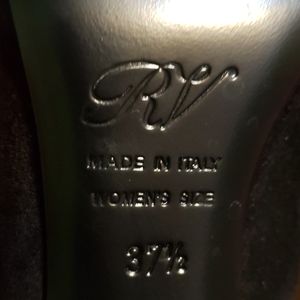 RV
MADE IN ITALY
WOMEN'S SIZE
37½